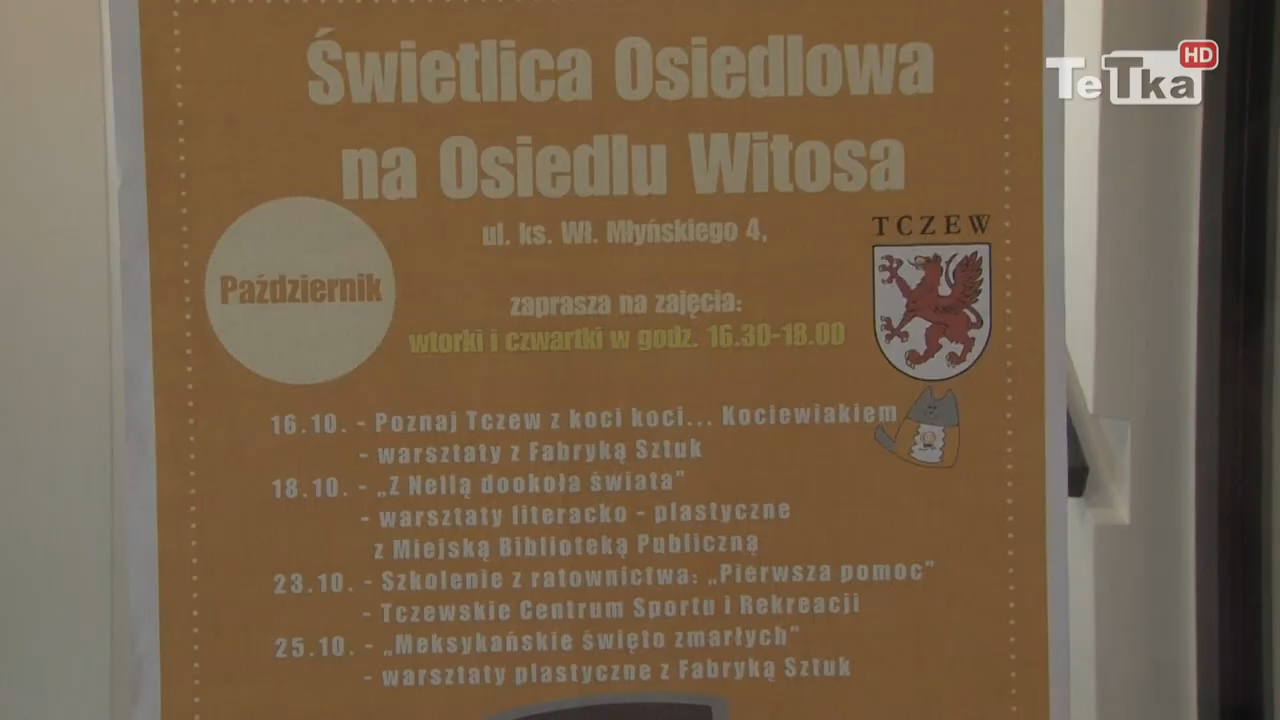 Świetlica Osiedlowa
na Osiedlu Witosa
ul. ks. Wł. Młyńskiego 4,
TCZEW
Październik
zaprasza na zajęcia:
wtorki i czwartki w godz. 16.30-18.00
16.10. - Poznaj Tczew z koci koci... Kociewiakiem
- warsztaty z Fabryką Sztuk
18.10. - „Z Nellą dookoła świata”
- warsztaty literacko - plastyczne
z Miejską Biblioteką Publiczną
23.10. - Szkolenie z ratownictwa: „Pierwsza pomoc”
- Tczewskie Centrum Sportu i Rekreacji
25.10. - „Meksykańskie święto zmarłych”
- warsztaty plastyczne z Fabryką Sztuk
TeTka HD